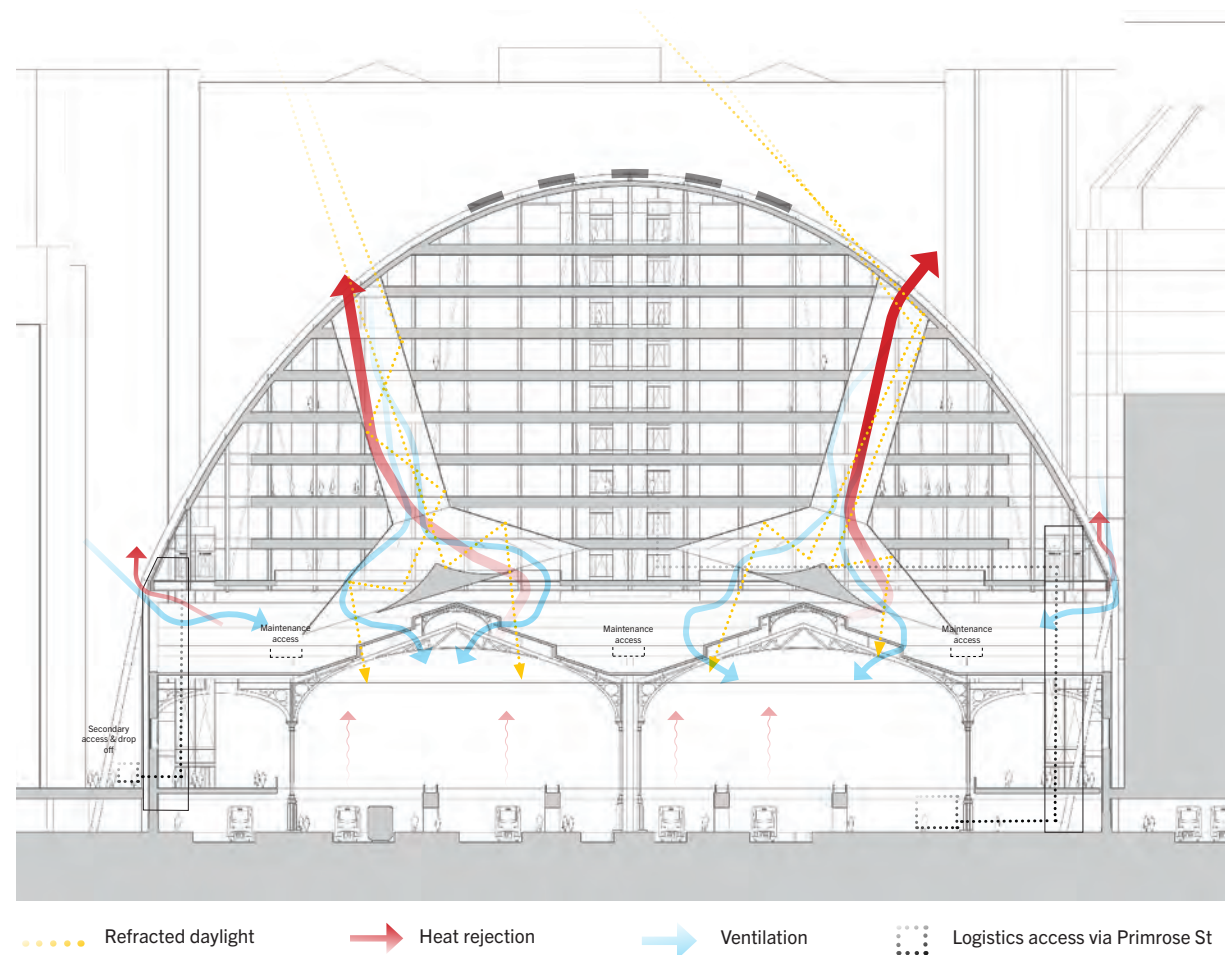 Maintenance
access
Maintenance
access
Maintenance
access
Secondary
access & drop
off
Refracted daylight
Heat rejection
Ventilation
Logistics access via Primrose St